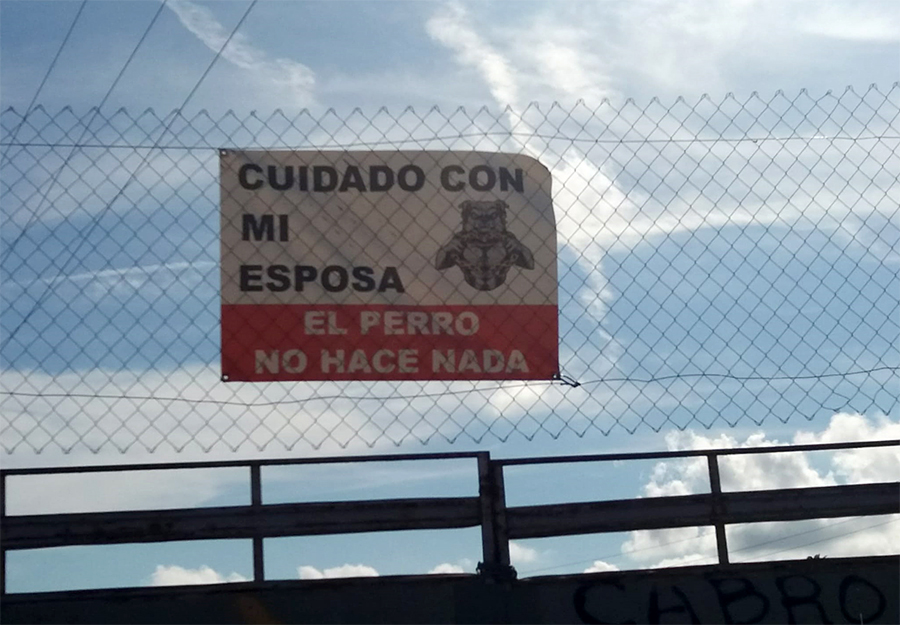 CUIDADO CON
MI
ESPOSA
EL PERRO
NO HACE NADA
CABRO